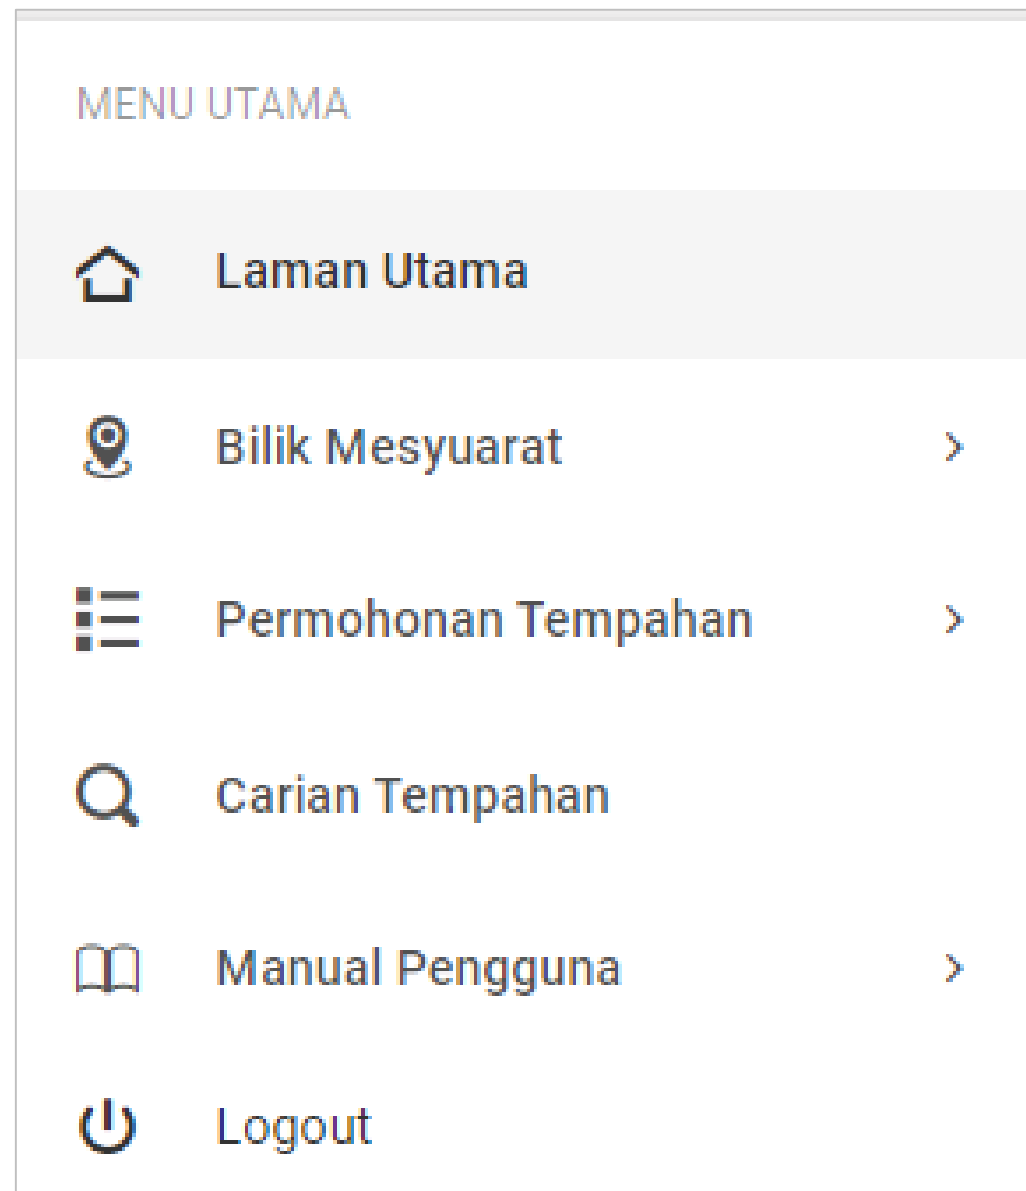 MENU UTAMA
Laman Utama
Bilik Mesyuarat
Permohonan Tempahan
Carian Tempahan
Manual Pengguna
Logout